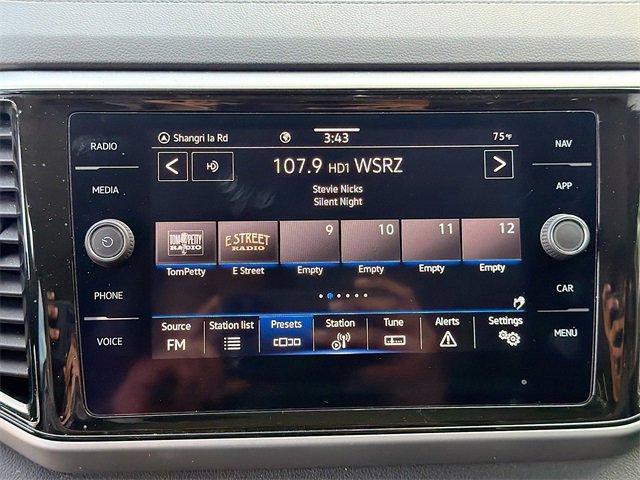 Shangri la Rd
3:43
75°F
RADIO
MEDIA
PHONE
VOICE
107.9 HD1 WSRZ
Stevie Nicks
Silent Night
TOM PETTY RADIO
E STREET RADIO
9
10
11
12
TomPetty
E Street
Empty
Empty
Empty
Empty
Source
FM
Station list
Presets
Station
Tune
Alerts
Settings
NAV
APP
CAR
MENÚ